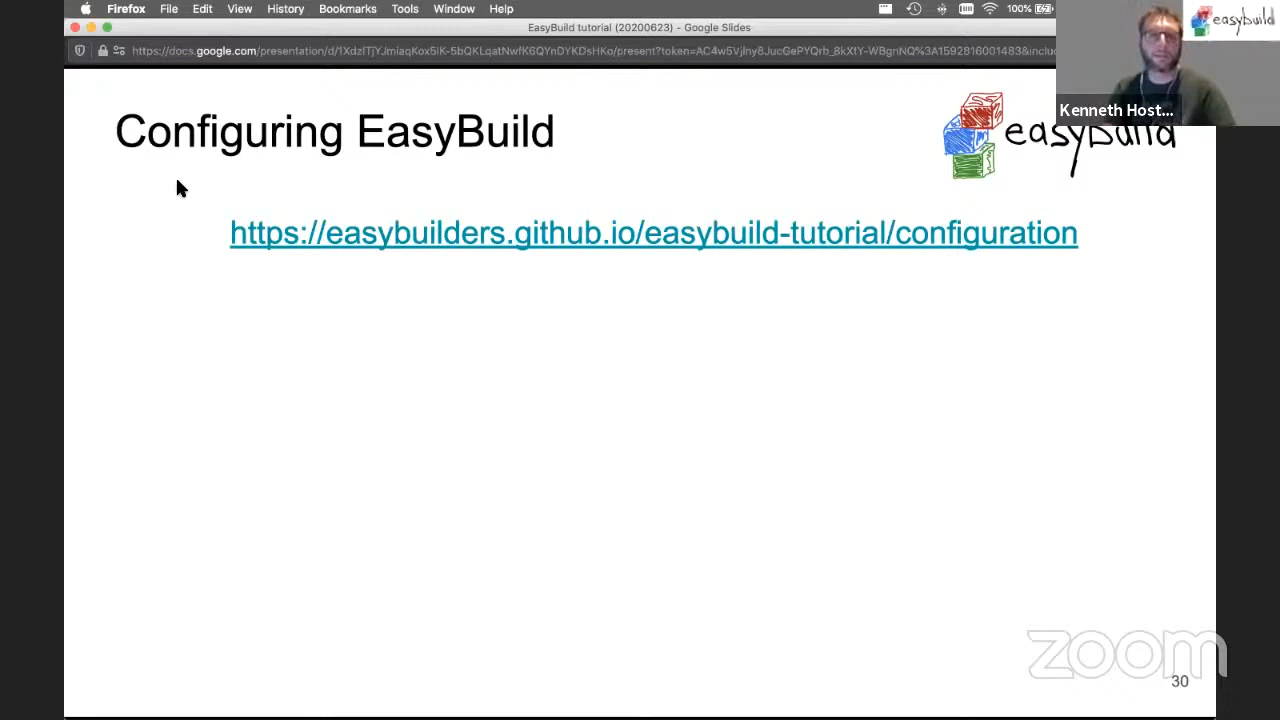 Firefox File Edit View History Bookmarks Tools Window Help 100%
EasyBuild tutorial (20200623) - Google Slides
easybuild
Kenneth Host...
Configuring EasyBuild
easybuild
https://easybuilders.github.io/easybuild-tutorial/configuration
zoom
30